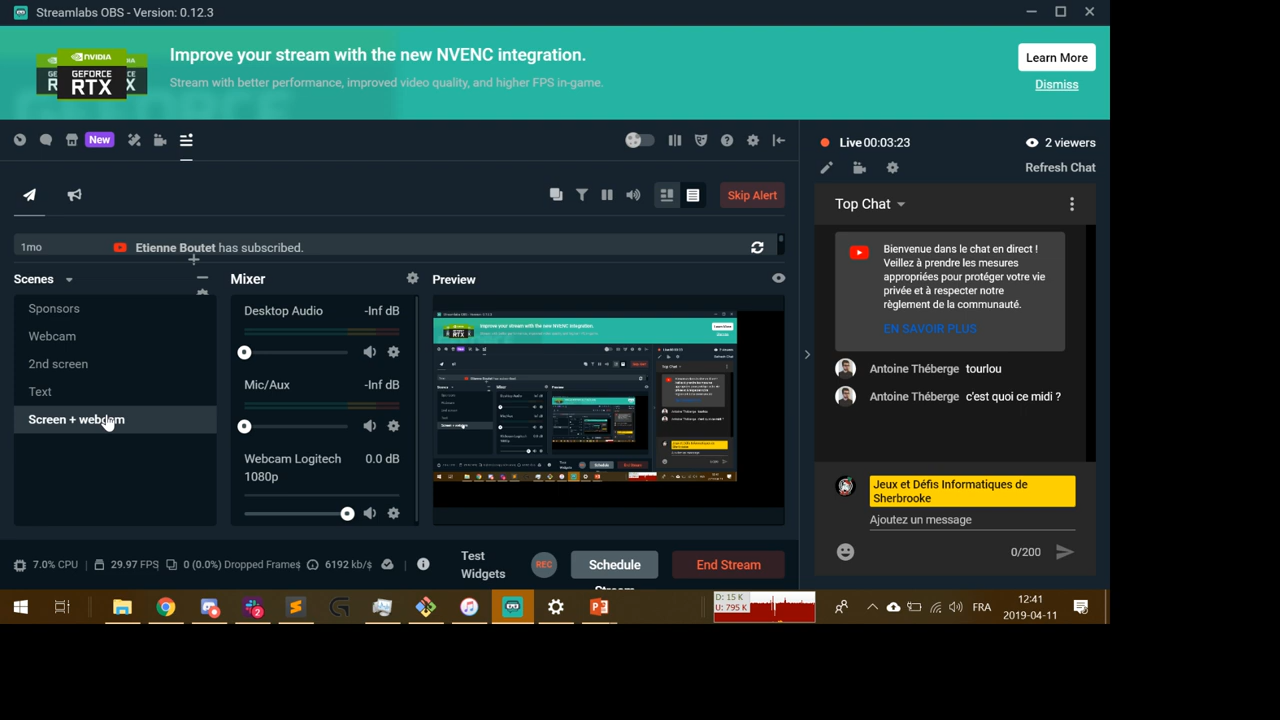 Streamlabs OBS - Version: 0.12.3
NVIDIA
GEFORCE
RTX
Improve your stream with the new NVENC integration.
Stream with better performance, improved video quality, and higher FPS in-game.
Learn More
Dismiss
New
Live 00:03:23
2 viewers
Refresh Chat
Skip Alert
Top Chat
1mo
Etienne Boutet has subscribed.
Scenes
Mixer
Preview
Sponsors
Webcam
2nd screen
Text
Screen + webcam
Desktop Audio
-Inf dB
Mic/Aux
-Inf dB
Webcam Logitech
1080p
0.0 dB
Bienvenue dans le chat en direct !
Veillez à prendre les mesures
appropriées pour protéger votre vie
privée et à respecter notre
règlement de la communauté.
EN SAVOIR PLUS
Antoine Théberge tourlou
Antoine Théberge c'est quoi ce midi ?
Jeux et Défis Informatiques de
Sherbrooke
Ajoutez un message
0/200
7.0% CPU
29.97 FPS
0 (0.0%) Dropped Frames
6192 kb/s
Test
Widgets
REC
Schedule
Stream
End Stream
D: 15 K
U: 795 K
FRA
12:41
2019-04-11